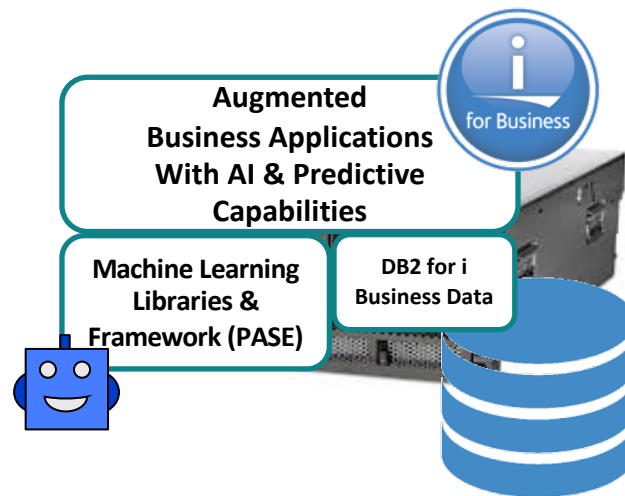 i
for Business
Augmented
Business Applications
With AI & Predictive
Capabilities
Machine Learning
Libraries &
Framework (PASE)
DB2 for i
Business Data